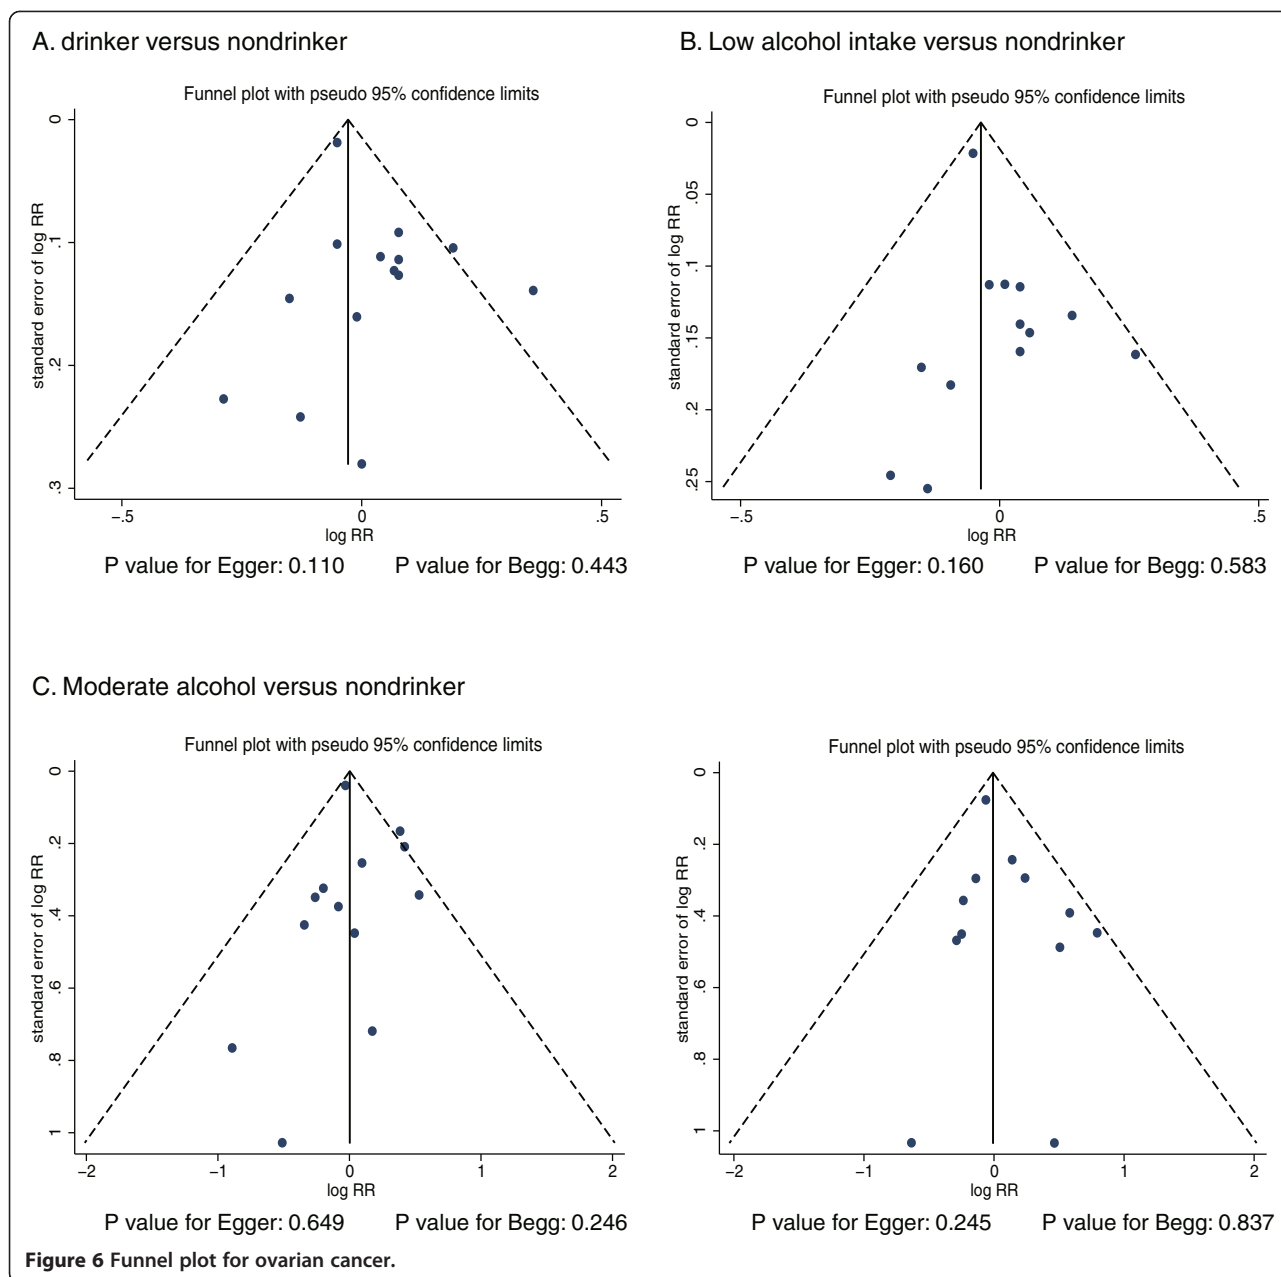 A. drinker versus nondrinker
Funnel plot with pseudo 95% confidence limits
standard error of log RR
0
.1
.2
.3
-.5
0
.5
log RR
P value for Egger: 0.110
P value for Begg: 0.443
B. Low alcohol intake versus nondrinker
Funnel plot with pseudo 95% confidence limits
standard error of log RR
0
.05
.1
.15
.2
.25
-.5
0
.5
log RR
P value for Egger: 0.160
P value for Begg: 0.583
C. Moderate alcohol versus nondrinker
Funnel plot with pseudo 95% confidence limits
standard error of log RR
0
.2
.4
.6
.8
1
-2
-1
0
1
2
log RR
P value for Egger: 0.649
P value for Begg: 0.246
Funnel plot with pseudo 95% confidence limits
standard error of log RR
0
.2
.4
.6
.8
1
-2
-1
0
1
2
log RR
P value for Egger: 0.245
P value for Begg: 0.837
Figure 6 Funnel plot for ovarian cancer.